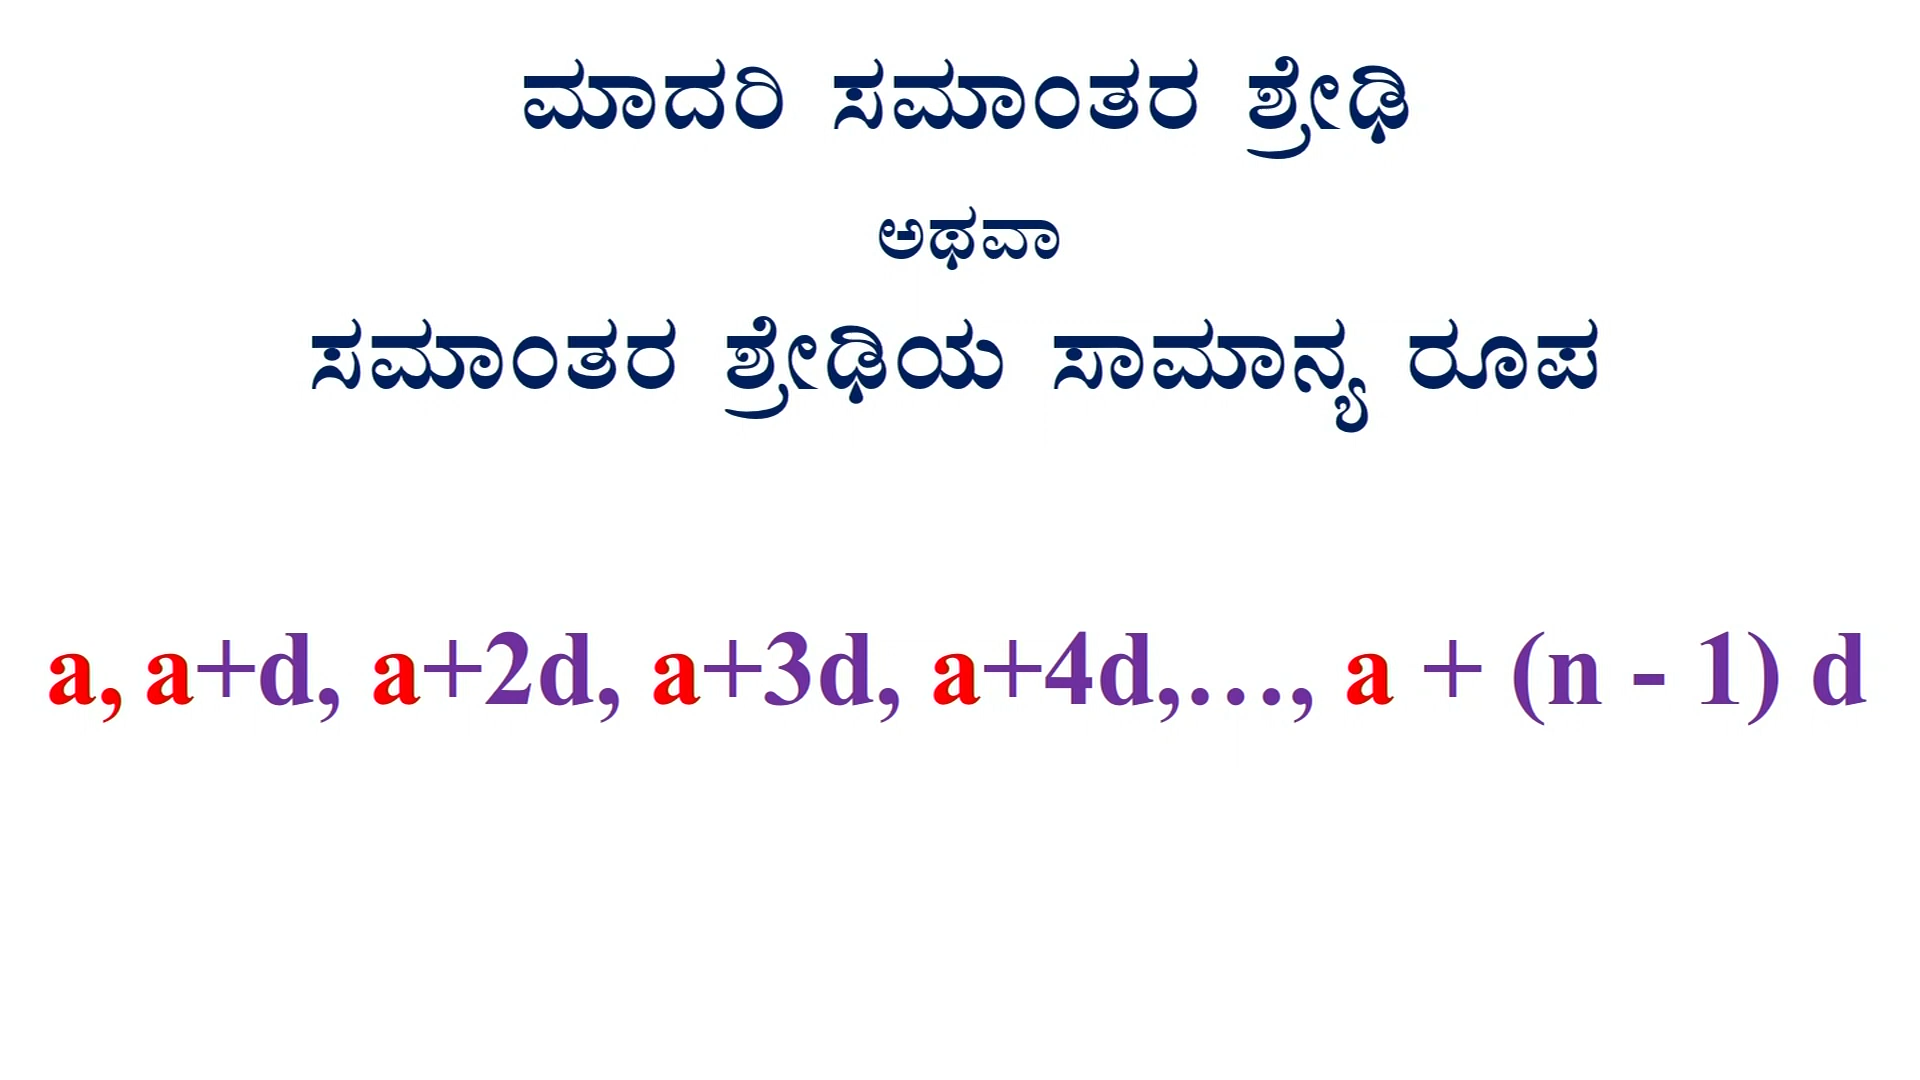 ಮಾದರಿ ಸಮಾಂತರ ಶ್ರೇಢಿ
ಅಥವಾ
ಸಮಾಂತರ ಶ್ರೇಢಿಯ ಸಾಮಾನ್ಯ ರೂಪ
a, a+d, a+2d, a+3d, a+4d,…, a + (n - 1) d